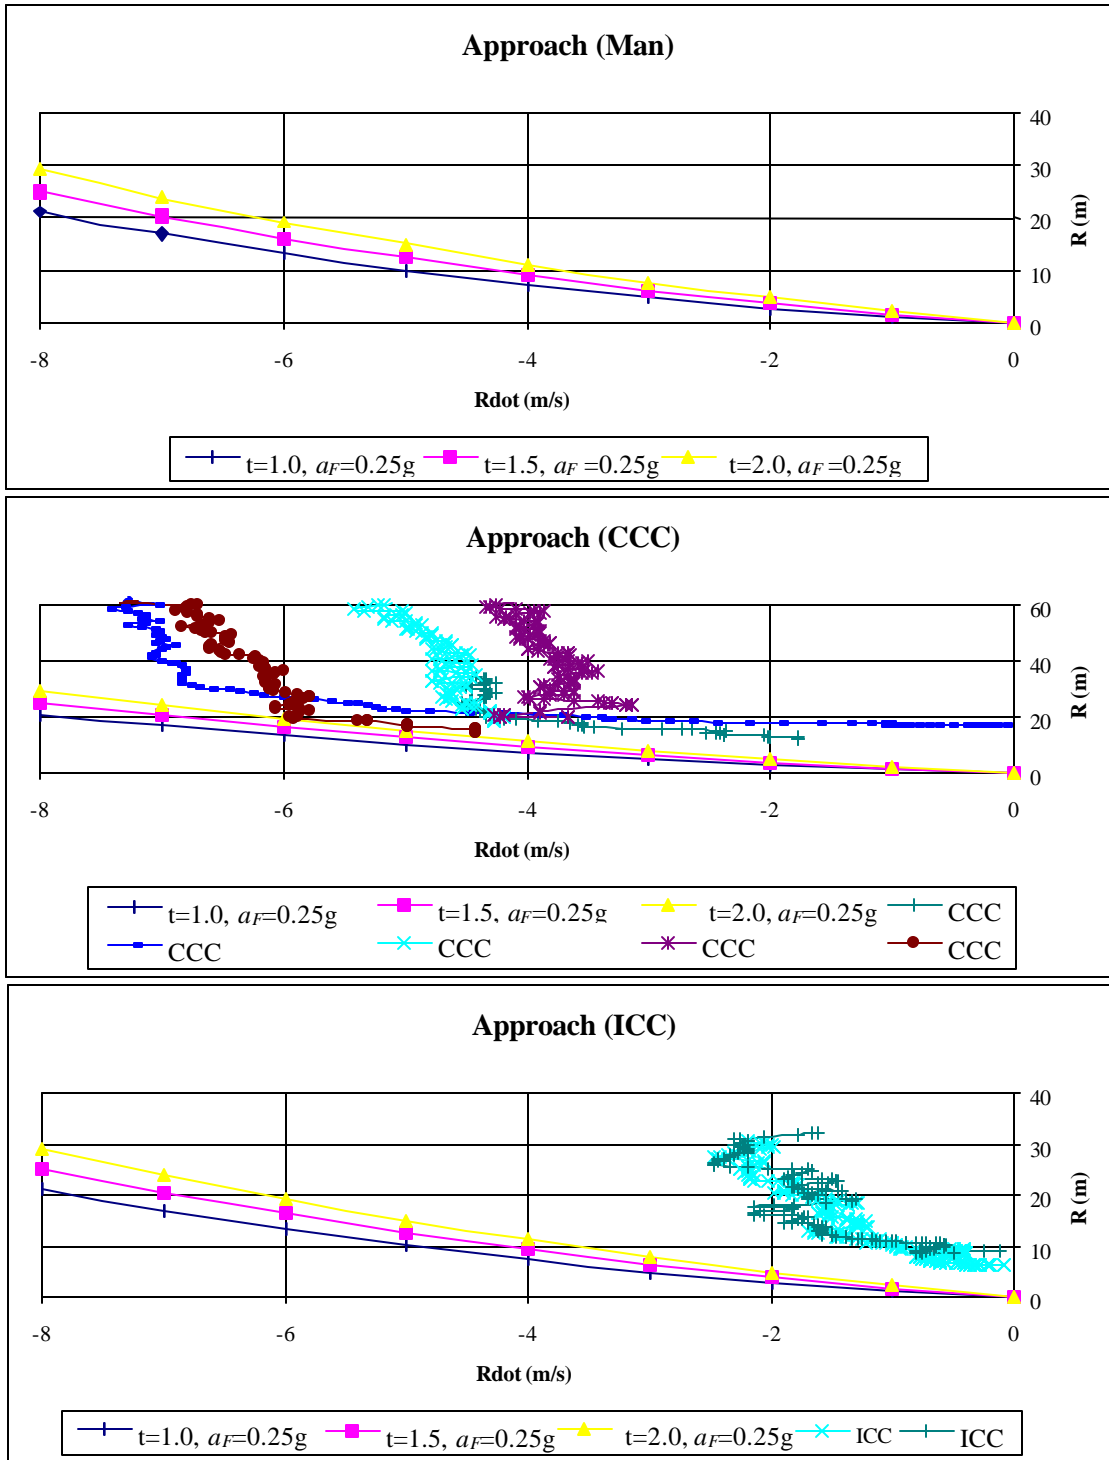 Approach (Man)
40
30
20
10
0
R (m)
-8 -6 -4 -2 0
Rdot (m/s)
t=1.0, aF=0.25g t=1.5, aF =0.25g t=2.0, aF =0.25g
Approach (CCC)
60
40
20
0
R (m)
-8 -6 -4 -2 0
Rdot (m/s)
t=1.0, aF=0.25g t=1.5, aF=0.25g t=2.0, aF=0.25g CCC
CCC CCC CCC CCC
Approach (ICC)
40
30
20
10
0
R (m)
-8 -6 -4 -2 0
Rdot (m/s)
t=1.0, aF=0.25g t=1.5, aF=0.25g t=2.0, aF=0.25g ICC ICC